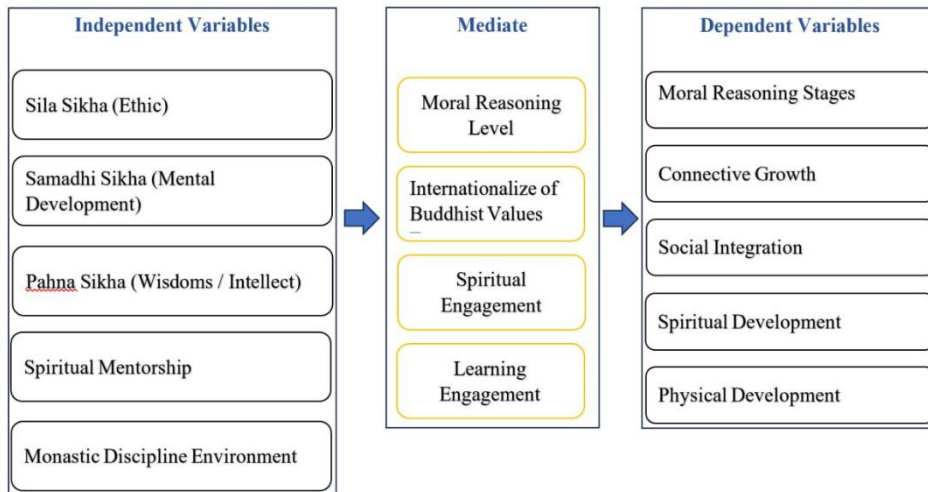 Independent Variables
Sila Sikha (Ethic)
Samadhi Sikha (Mental
Development)
Pahna Sikha (Wisdoms / Intellect)
Spiritual Mentorship
Monastic Discipline Environment
Mediate
Moral Reasoning
Level
Internationalize of
Buddhist Values
Spiritual
Engagement
Learning
Engagement
Dependent Variables
Moral Reasoning Stages
Connective Growth
Social Integration
Spiritual Development
Physical Development